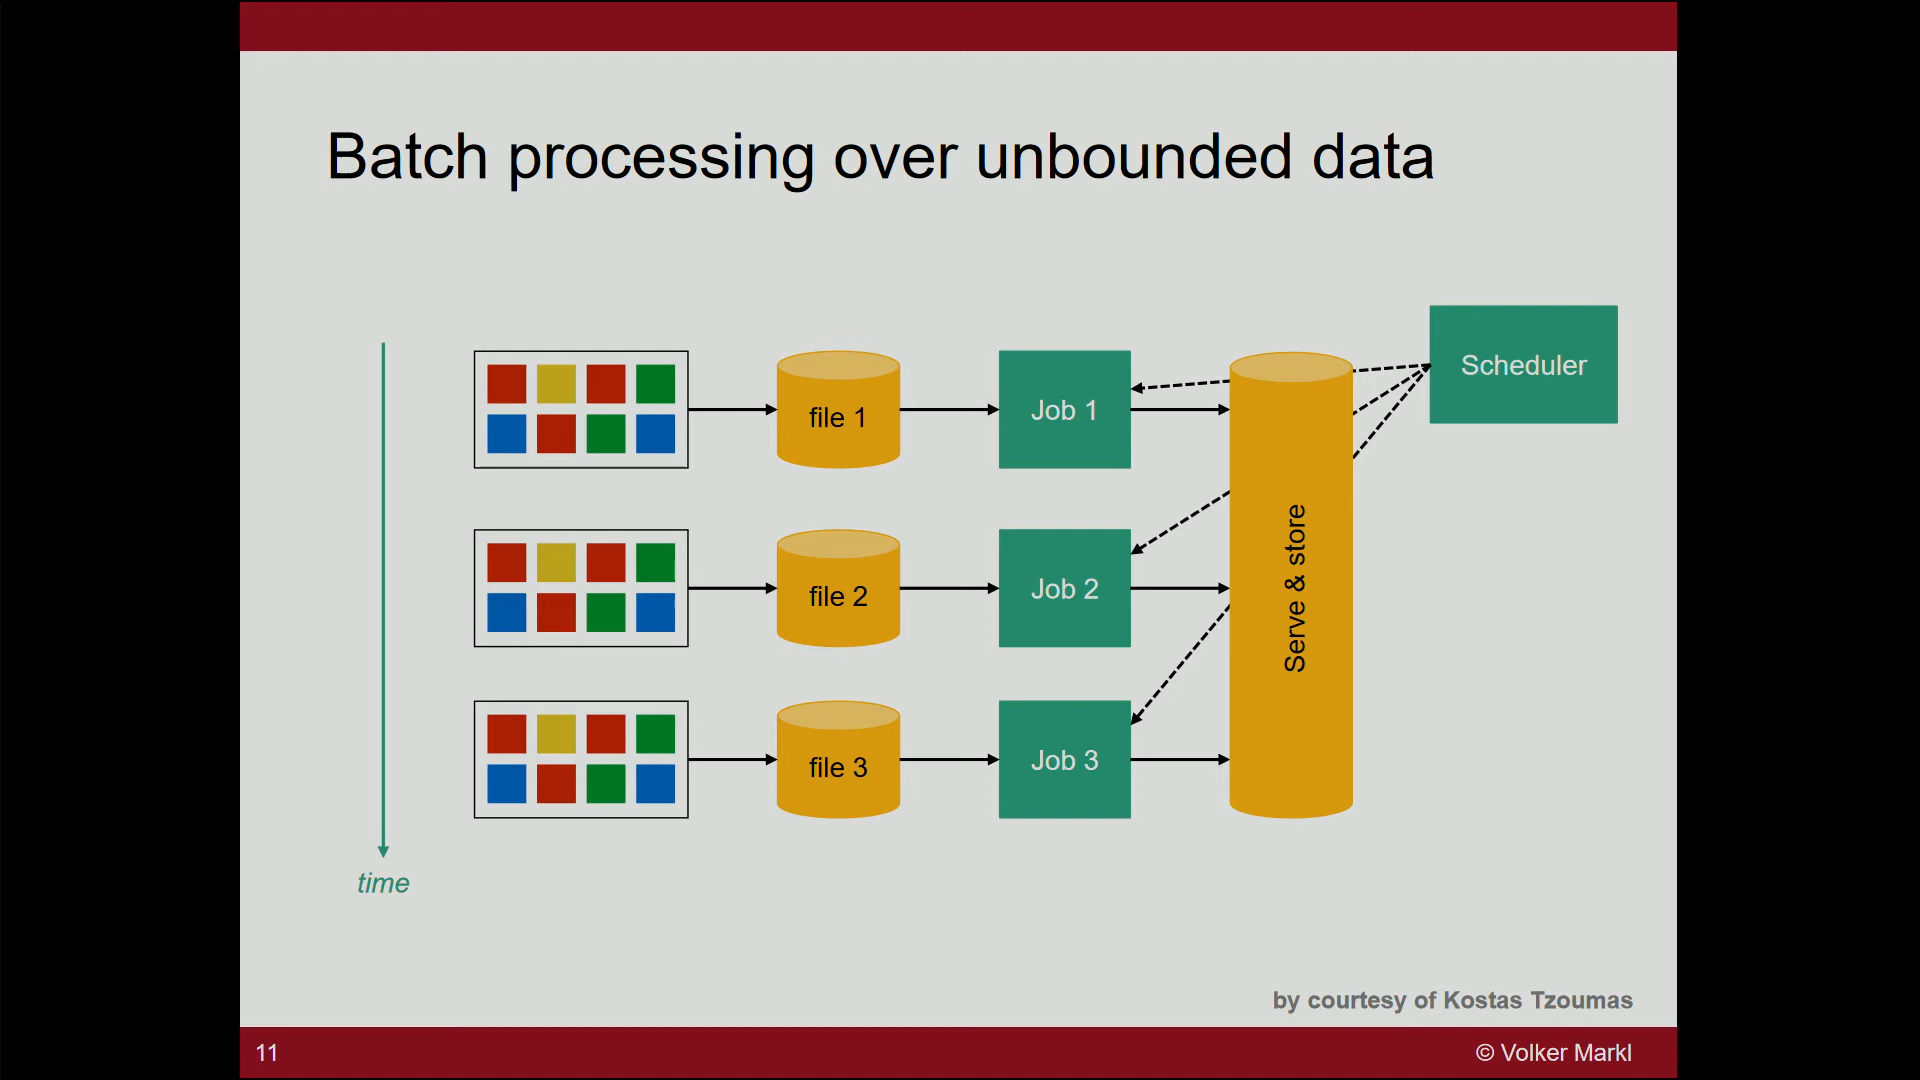 Batch processing over unbounded data
Scheduler
file 1
Job 1
file 2
Job 2
Serve & store
file 3
Job 3
time
by courtesy of Kostas Tzoumas
11
© Volker Markl